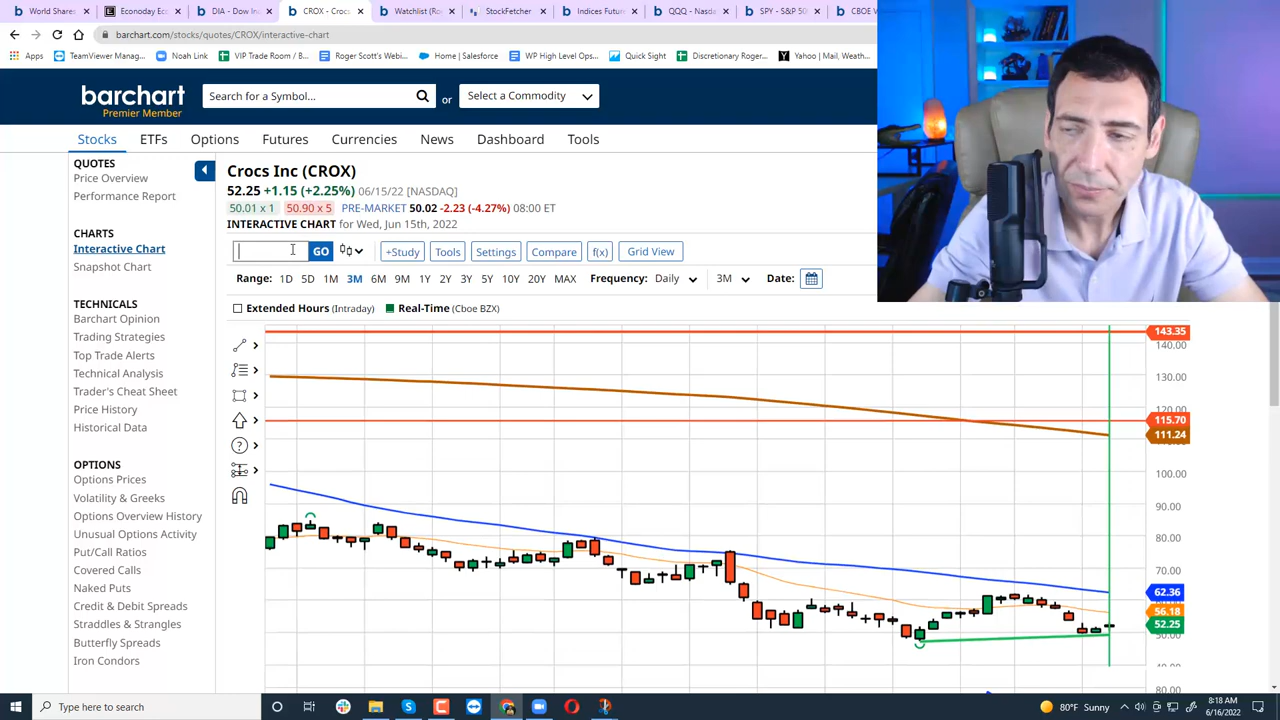 World Shares ...
Econoday Ec
DIA - Dow In
CROX - Crocs
Watchlist (Ro
StockFetcher
Indices Future
QQQ - Nasda
SPY - S&P 50
CBOE V
barchart.com/stocks/quotes/CROX/interactive-chart
Apps
TeamViewer Manag...
Noah Link
VIP Trade Room / B...
Roger Scott's Webi...
Home | Salesforce
WP High Level Ops...
Quick Sight
Discretionary Roger...
Yahoo | Mail, Weath...
barchart
Premier Member
Search for a Symbol...
or
Select a Commodity
Stocks
ETFs
Options
Futures
Currencies
News
Dashboard
Tools
QUOTES
Price Overview
Performance Report
CHARTS
Interactive Chart
Snapshot Chart
TECHNICALS
Barchart Opinion
Trading Strategies
Top Trade Alerts
Technical Analysis
Trader's Cheat Sheet
Price History
Historical Data
OPTIONS
Options Prices
Volatility & Greeks
Options Overview History
Unusual Options Activity
Put/Call Ratios
Covered Calls
Naked Puts
Credit & Debit Spreads
Straddles & Strangles
Butterfly Spreads
Iron Condors
Crocs Inc (CROX)
52.25 +1.15 (+2.25%) 06/15/22 [NASDAQ]
50.01 x 1 50.90 x 5 PRE-MARKET 50.02 -2.23 (-4.27%) 08:00 ET
INTERACTIVE CHART for Wed, Jun 15th, 2022
GO
+Study
Tools
Settings
Compare
f(x)
Grid View
Range: 1D 5D 1M 3M 6M 9M 1Y 2Y 3Y 5Y 10Y 20Y MAX Frequency: Daily 3M Date:
Extended Hours (Intraday) Real-Time (Cboe BZX)
143.35
140.00
130.00
120.00
115.70
111.24
100.00
90.00
80.00
70.00
62.36
56.18
52.25
50.00
80.00
Type here to search
80°F Sunny
8:18 AM
6/16/2022